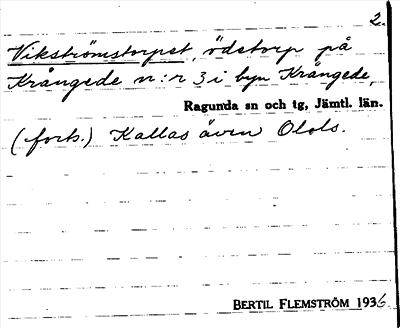 2.
Vikströmstorpet, ödetorp på
Krångede nr: r 3 i byn Krångede,
Ragunda sn och tg, Jämtl. län.
(forts.) Kallas även Olols.
BERTIL FLEMSTRÖM 1936